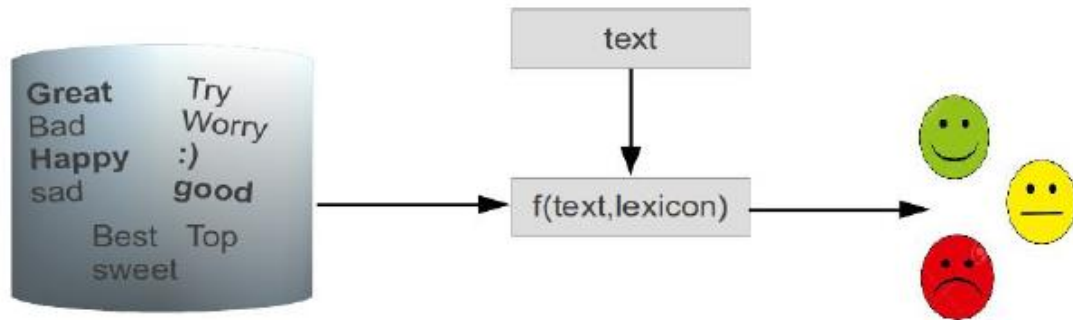 text
Great Try
Bad Worry
Happy :)
sad good
Best Top
sweet
f(text,lexicon)